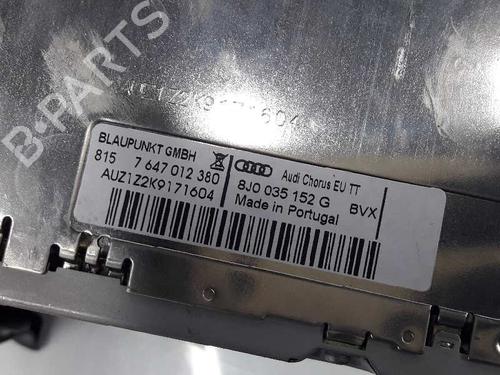 B-PARTS
AUZ1Z2K9171604
BLAUPUNKT GMBH
815 7 647 012 380
AUZ1Z2K9171604
Audi Chorus EU TT
8J0 035 152 G BVX
Made in Portugal